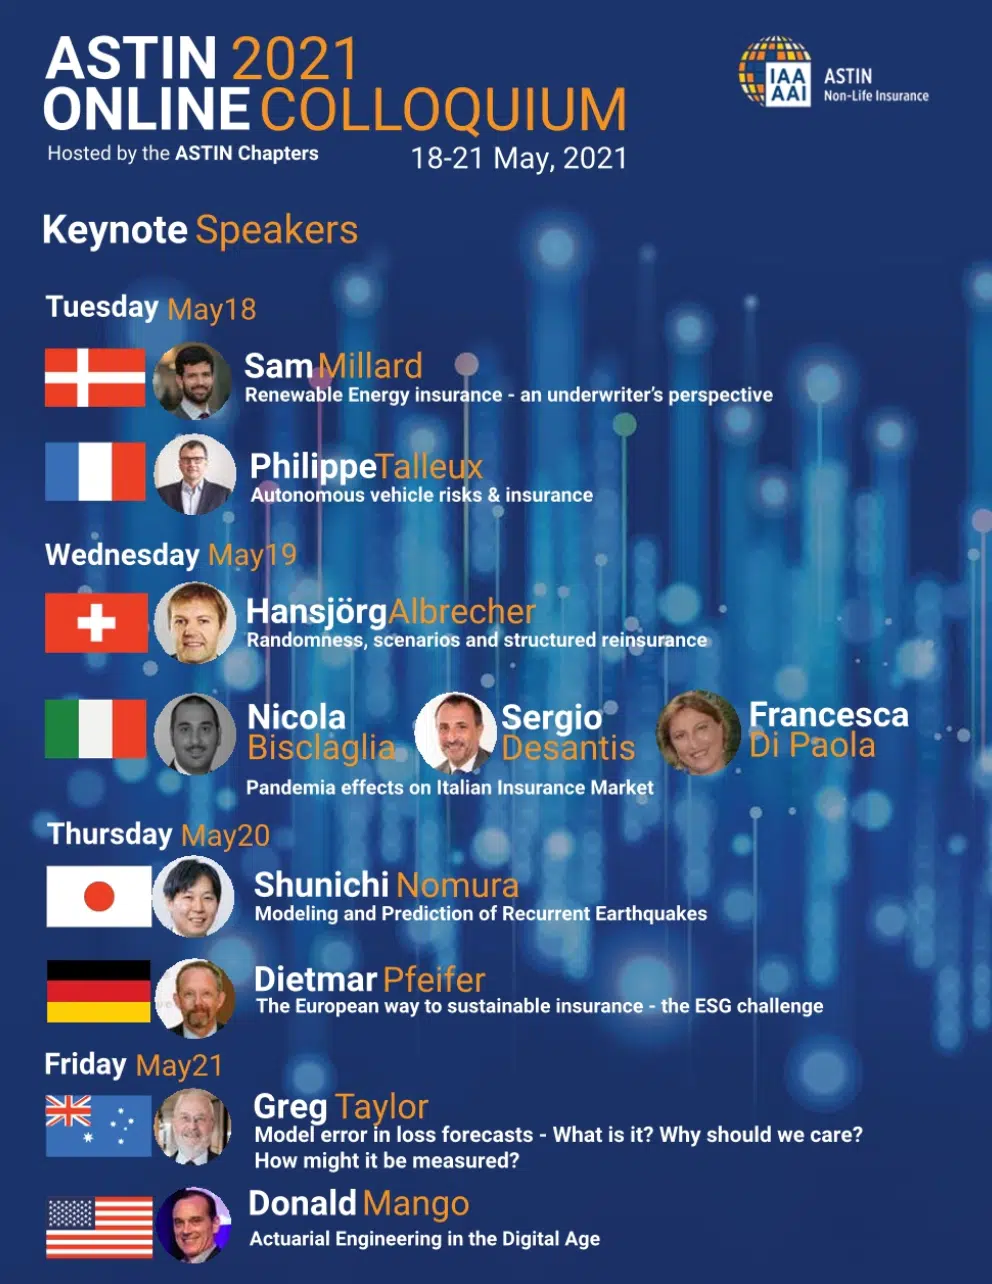 ASTIN 2021
ONLINE COLLOQUIUM
Hosted by the ASTIN Chapters
18-21 May, 2021
IAA
AAI
ASTIN
Non-Life Insurance
Keynote Speakers
Tuesday May18
Sam Millard
Renewable Energy insurance - an underwriter's perspective
Philippe Talleux
Autonomous vehicle risks & insurance
Wednesday May19
Hansjörg Albrecher
Randomness, scenarios and structured reinsurance
Nicola
Bisclaglia
Sergio
Desantis
Francesca
Di Paola
Pandemia effects on Italian Insurance Market
Thursday May20
Shunichi Nomura
Modeling and Prediction of Recurrent Earthquakes
Dietmar Pfeifer
The European way to sustainable insurance - the ESG challenge
Friday May21
Greg Taylor
Model error in loss forecasts - What is it? Why should we care?
How might it be measured?
Donald Mango
Actuarial Engineering in the Digital Age